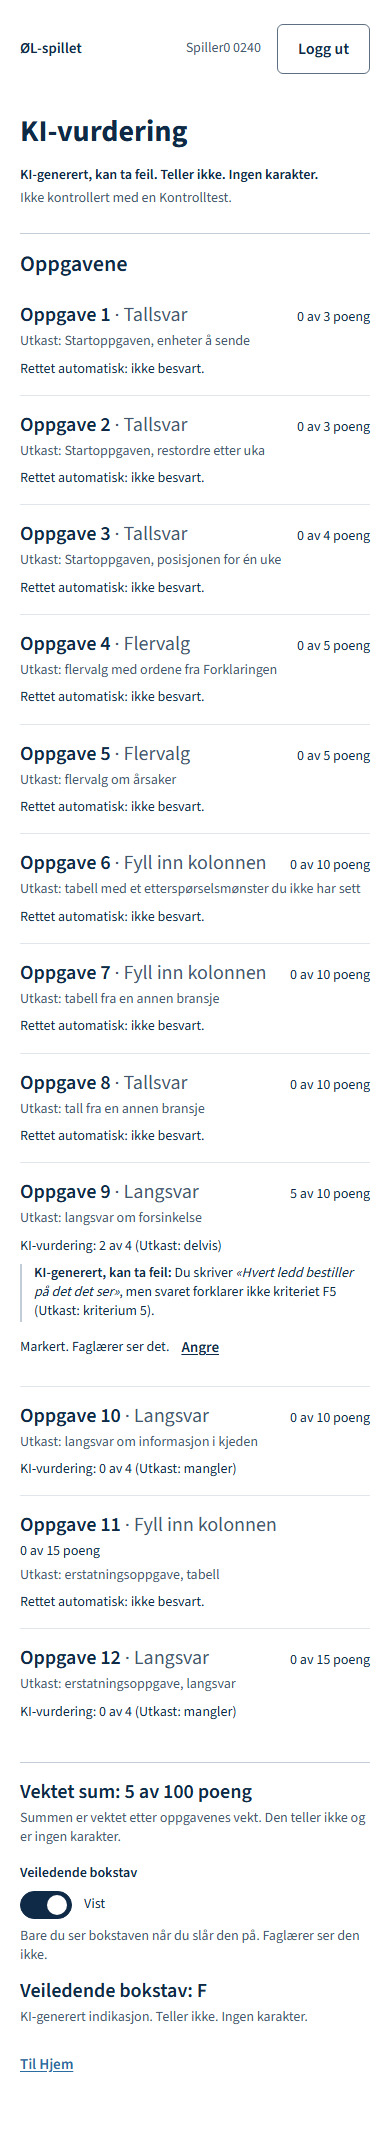 ØL-spillet
Spiller0 0240
Logg ut
KI-vurdering
KI-generert, kan ta feil. Teller ikke. Ingen karakter.
Ikke kontrollert med en Kontrolltest.
Oppgavene
Oppgave 1 · Tallsvar
0 av 3 poeng
Utkast: Startoppgaven, enheter å sende
Rettet automatisk: ikke besvart.
Oppgave 2 · Tallsvar
0 av 3 poeng
Utkast: Startoppgaven, restordre etter uka
Rettet automatisk: ikke besvart.
Oppgave 3 · Tallsvar
0 av 4 poeng
Utkast: Startoppgaven, posisjonen for én uke
Rettet automatisk: ikke besvart.
Oppgave 4 · Flervalg
0 av 5 poeng
Utkast: flervalg med ordene fra Forklaringen
Rettet automatisk: ikke besvart.
Oppgave 5 · Flervalg
0 av 5 poeng
Utkast: flervalg om årsaker
Rettet automatisk: ikke besvart.
Oppgave 6 · Fyll inn kolonnen
0 av 10 poeng
Utkast: tabell med et etterspørselsmønster du ikke har sett
Rettet automatisk: ikke besvart.
Oppgave 7 · Fyll inn kolonnen
0 av 10 poeng
Utkast: tabell fra en annen bransje
Rettet automatisk: ikke besvart.
Oppgave 8 · Tallsvar
0 av 10 poeng
Utkast: tall fra en annen bransje
Rettet automatisk: ikke besvart.
Oppgave 9 · Langsvar
5 av 10 poeng
Utkast: langsvar om forsinkelse
KI-vurdering: 2 av 4 (Utkast: delvis)
KI-generert, kan ta feil: Du skriver «Hvert ledd bestiller
på det det ser», men svaret forklarer ikke kriteriet F5
(Utkast: kriterium 5).
Markert. Faglærer ser det.
Angre
Oppgave 10 · Langsvar
0 av 10 poeng
Utkast: langsvar om informasjon i kjeden
KI-vurdering: 0 av 4 (Utkast: mangler)
Oppgave 11 · Fyll inn kolonnen
0 av 15 poeng
Utkast: erstatningsoppgave, tabell
Rettet automatisk: ikke besvart.
Oppgave 12 · Langsvar
0 av 15 poeng
Utkast: erstatningsoppgave, langsvar
KI-vurdering: 0 av 4 (Utkast: mangler)
Vektet sum: 5 av 100 poeng
Summen er vektet etter oppgavenes vekt. Den teller ikke og
er ingen karakter.
Veiledende bokstav
Vist
Bare du ser bokstaven når du slår den på. Faglærer ser den
ikke.
Veiledende bokstav: F
KI-generert indikasjon. Teller ikke. Ingen karakter.
Til Hjem